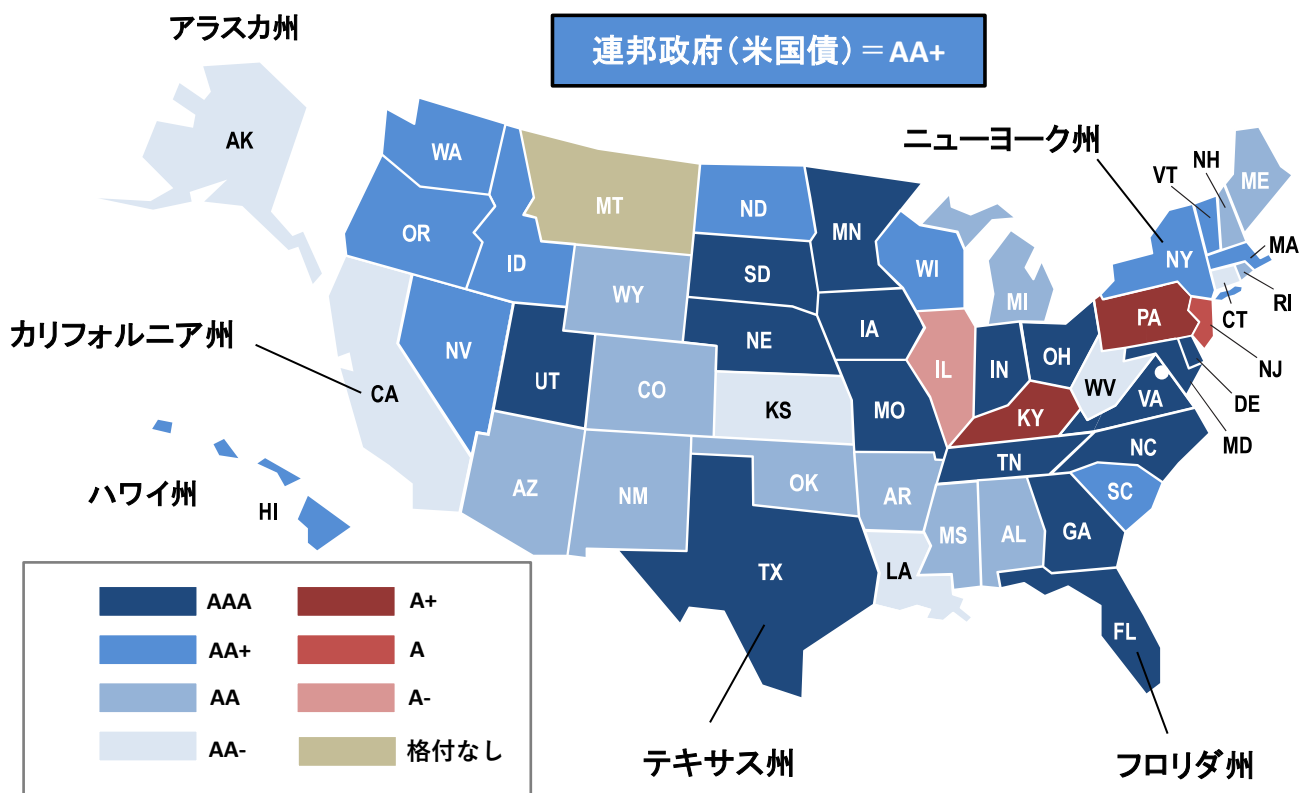 アラスカ州
連邦政府（米国債）＝AA+
ニューヨーク州
AK
WA
MT
ND
MN
VT
NH
ME
OR
ID
SD
WI
MI
NY
MA
WY
RI
カリフォルニア州
NV
NE
IA
PA
CT
CA
UT
CO
KS
MO
IL
IN
OH
NJ
WV
VA
DE
KY
MD
ハワイ州
HI
AZ
NM
OK
AR
TN
NC
SC
MS
AL
GA
TX
LA
FL
AAA
AA+
AA
AA-
A+
A
A-
格付なし
テキサス州
フロリダ州